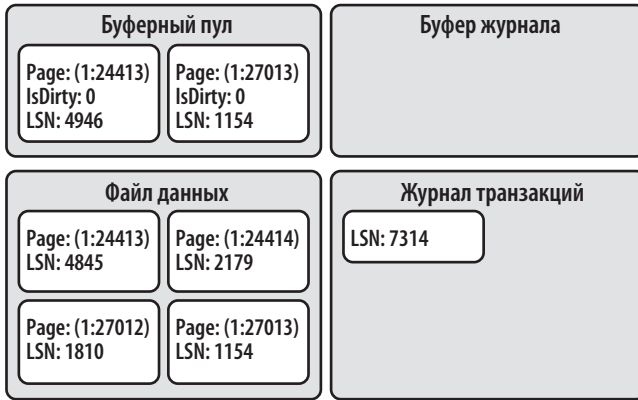 Буферный пул
Page: (1:24413)
IsDirty: 0
LSN: 4946
Page: (1:27013)
IsDirty: 0
LSN: 1154
Буфер журнала
Файл данных
Page: (1:24413)
LSN: 4845
Page: (1:24414)
LSN: 2179
Page: (1:27012)
LSN: 1810
Page: (1:27013)
LSN: 1154
Журнал транзакций
LSN: 7314